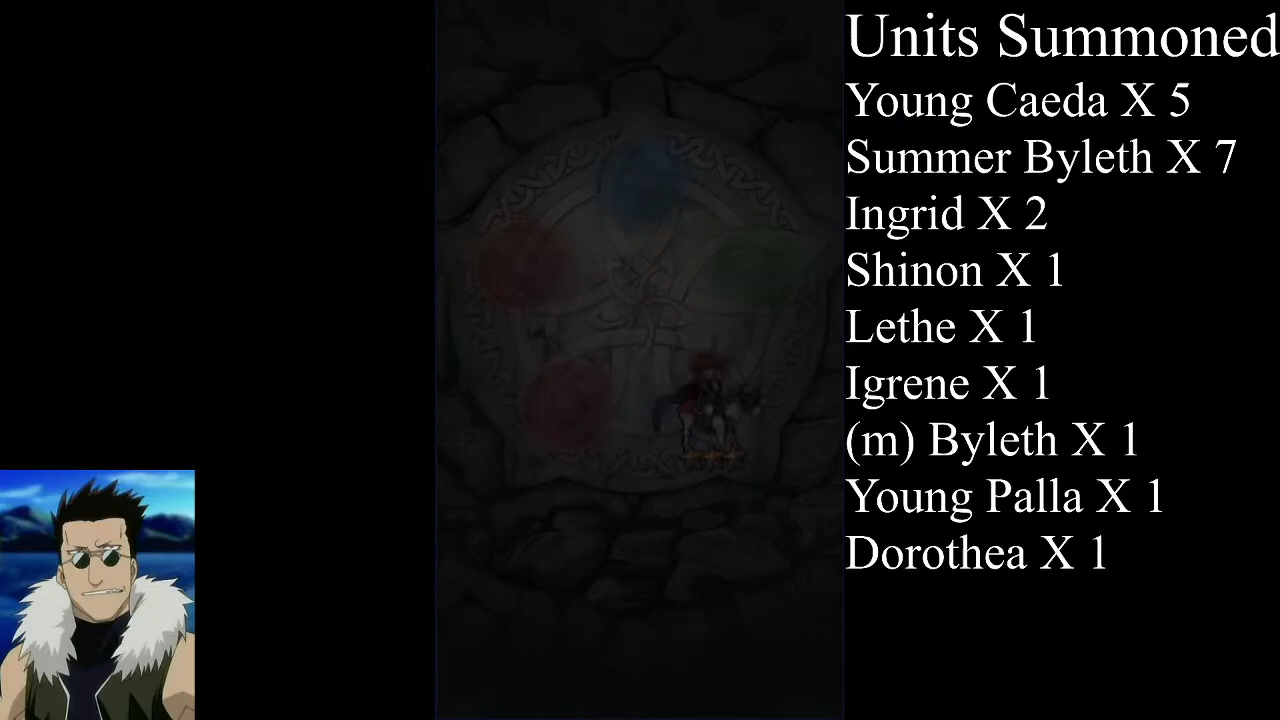 Units Summoned
Young Caeda X 5
Summer Byleth X 7
Ingrid X 2
Shinon X 1
Lethe X 1
Igrene X 1
(m) Byleth X 1
Young Palla X 1
Dorothea X 1